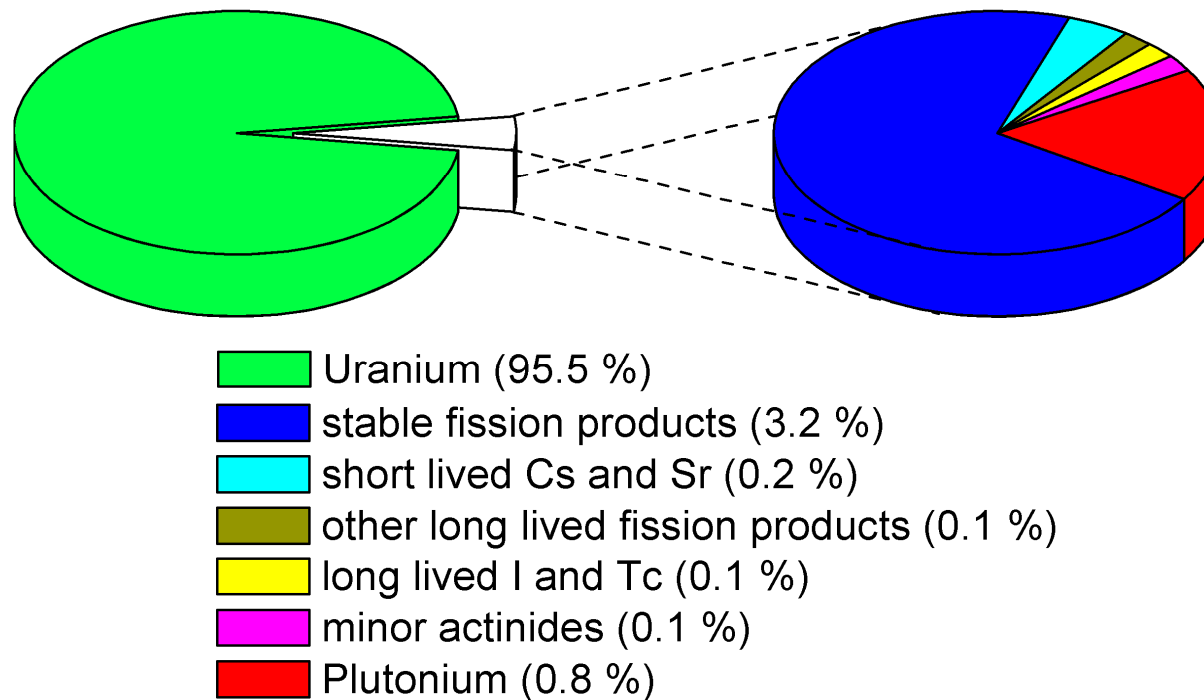 Uranium (95.5 %)
stable fission products (3.2 %)
short lived Cs and Sr (0.2 %)
other long lived fission products (0.1 %)
long lived I and Tc (0.1 %)
minor actinides (0.1 %)
Plutonium (0.8 %)